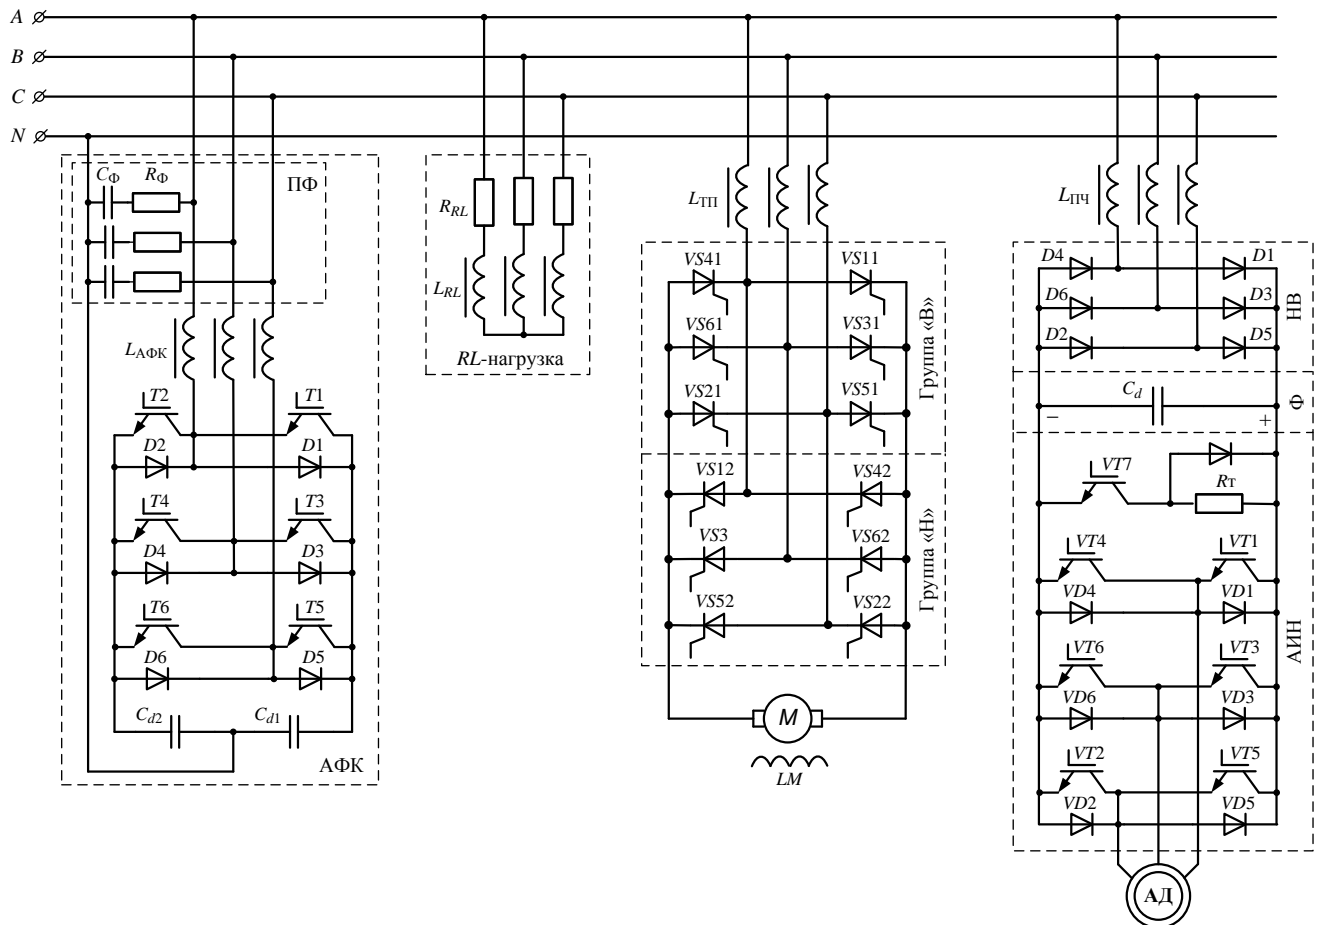 A
B
C
N
CФ
RФ
ПФ
LАФК
T2
T1
D2
D1
T4
T3
D4
D3
T6
T5
D6
D5
Cd2
Cd1
АФК
RRL
LRL
RL-нагрузка
LТП
VS41
VS11
VS61
VS31
VS21
VS51
Группа «В»
VS12
VS42
VS3
VS62
VS52
VS22
Группа «Н»
M
LM
LПЧ
D4
D1
D6
D3
D2
D5
НВ
Cd
− +
Ф
VT7
Rт
VT4
VT1
VD4
VD1
VT6
VT3
VD6
VD3
VT2
VT5
VD2
VD5
АИН
АД